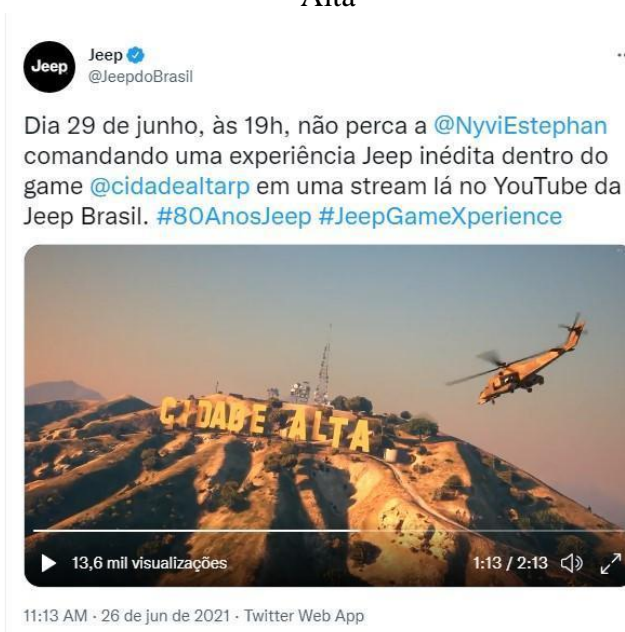 Alta
Jeep
Jeep
@JeepdoBrasil
Dia 29 de junho, às 19h, não perca a @NyviEstephan
comandando uma experiência Jeep inédita dentro do
game @cidadealtarp em uma stream lá no YouTube da
Jeep Brasil. #80AnosJeep #JeepGameXperience
CIDADE ALTA
13,6 mil visualizações
1:13 / 2:13
11:13 AM · 26 de jun de 2021 · Twitter Web App